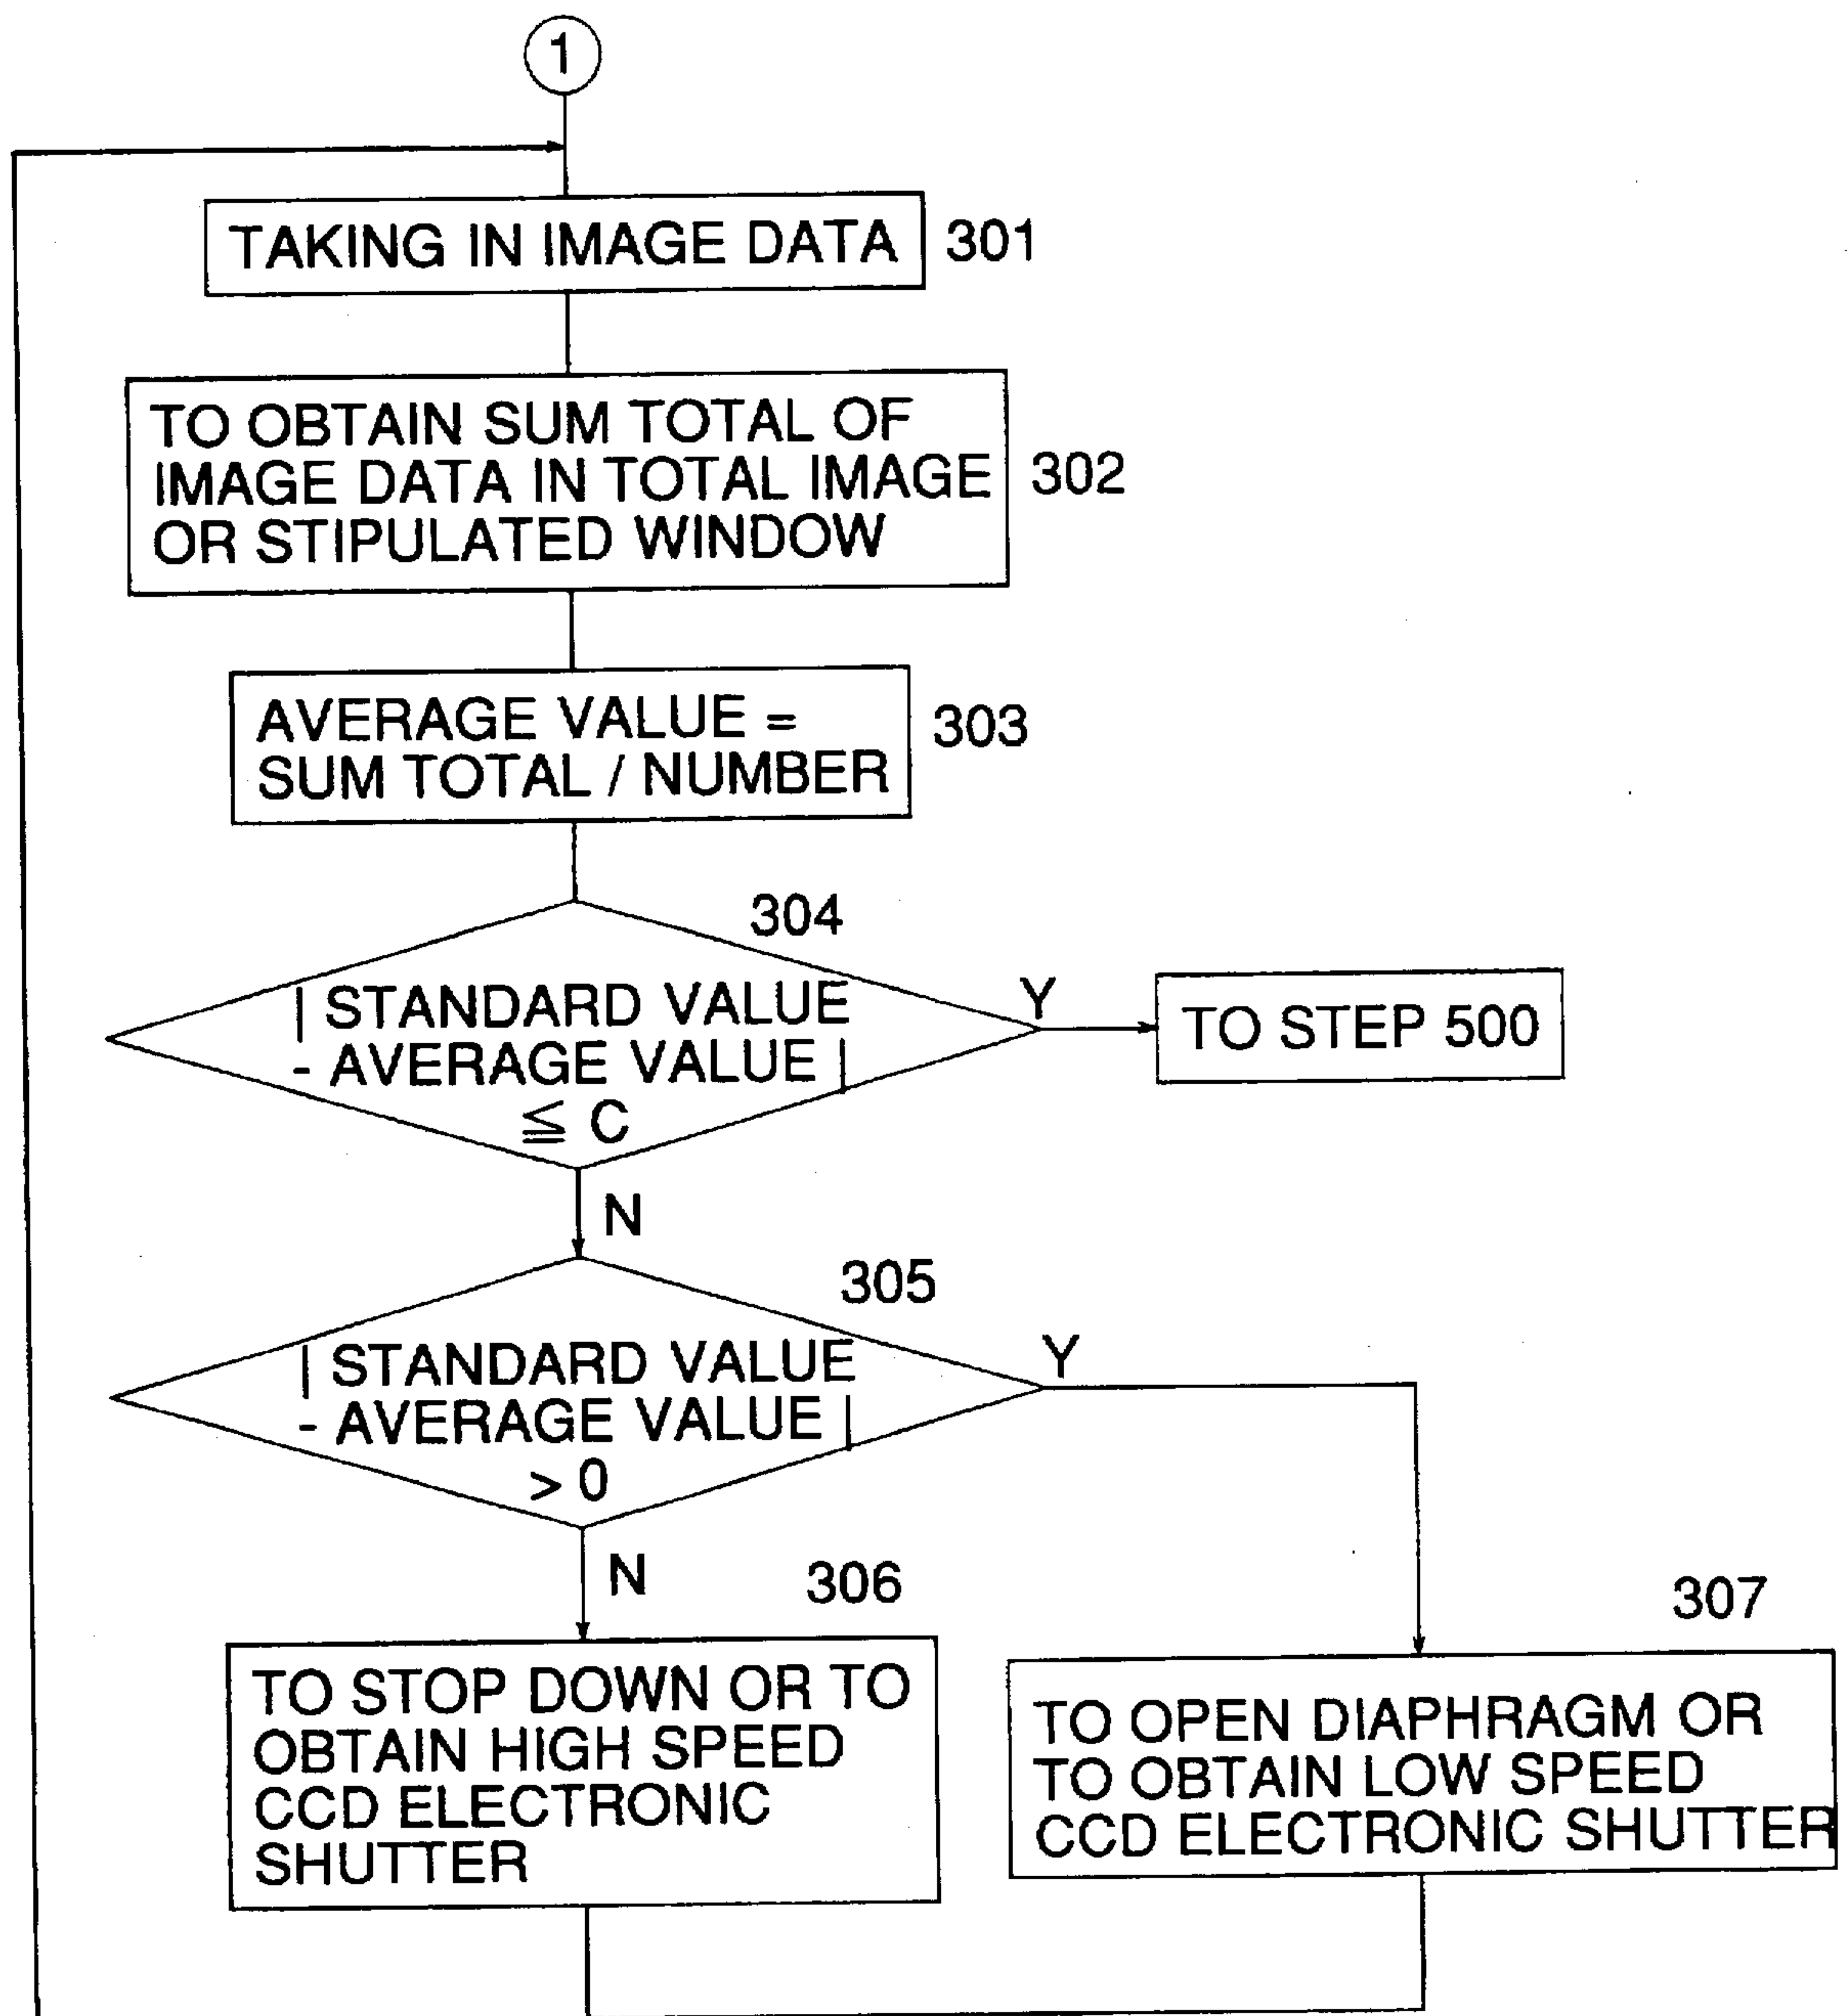 1
TAKING IN IMAGE DATA
301
TO OBTAIN SUM TOTAL OF
IMAGE DATA IN TOTAL IMAGE
OR STIPULATED WINDOW
302
AVERAGE VALUE =
SUM TOTAL / NUMBER
303
304
| STANDARD VALUE
- AVERAGE VALUE |
≦ C
Y
TO STEP 500
N
305
| STANDARD VALUE
- AVERAGE VALUE |
> 0
Y
N
306
TO STOP DOWN OR TO
OBTAIN HIGH SPEED
CCD ELECTRONIC
SHUTTER
307
TO OPEN DIAPHRAGM OR
TO OBTAIN LOW SPEED
CCD ELECTRONIC SHUTTER